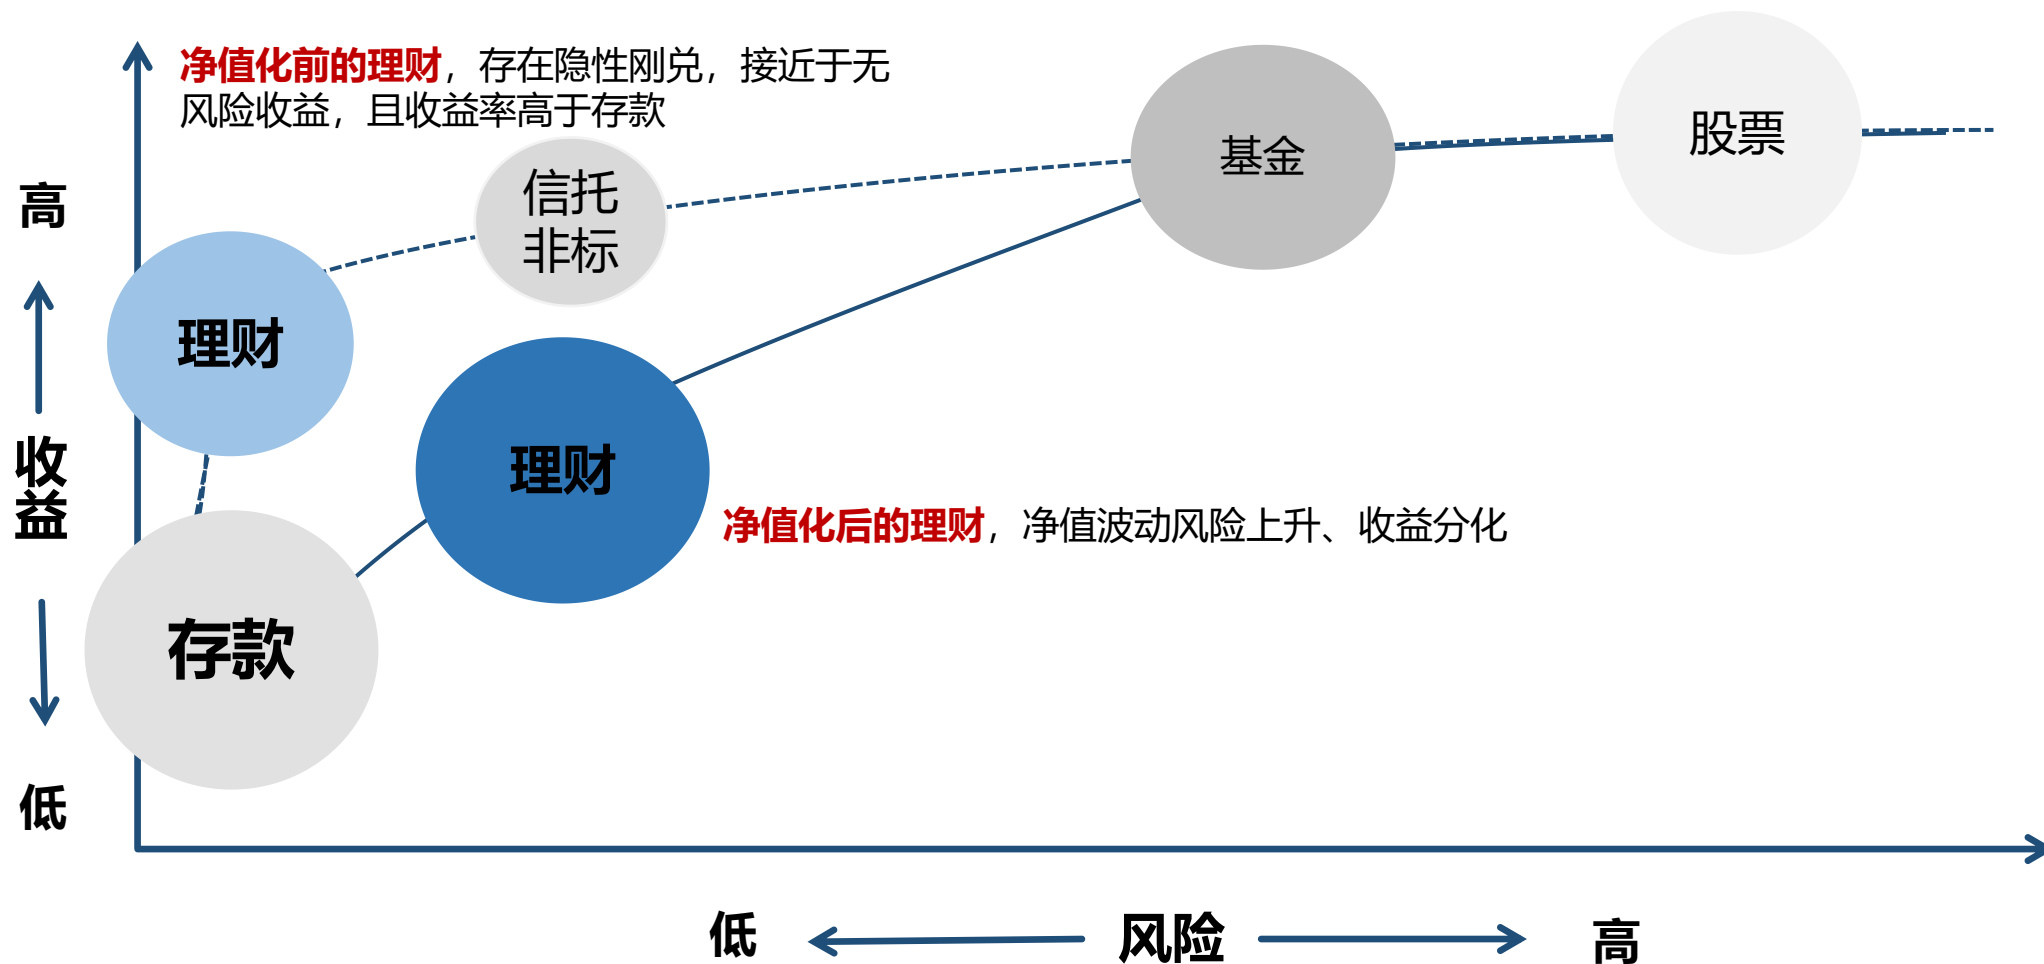 净值化前的理财，存在隐性刚兑，接近于无
风险收益，且收益率高于存款
股票
基金
信托
非标
高
理财
收
益
理财
净值化后的理财，净值波动风险上升、收益分化
存款
低
低
风险
高